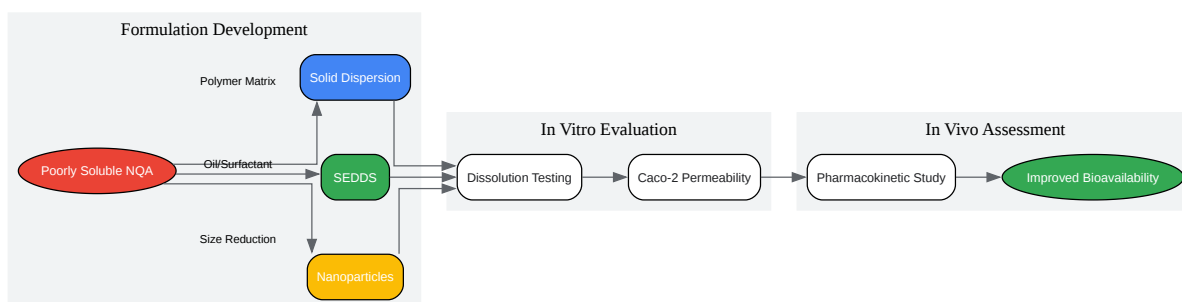 Formulation Development
Polymer Matrix
Solid Dispersion
Poorly Soluble NQA
Oil/Surfactant
SEDDS
Size Reduction
Nanoparticles
In Vitro Evaluation
Dissolution Testing
Caco-2 Permeability
In Vivo Assessment
Pharmacokinetic Study
Improved Bioavailability